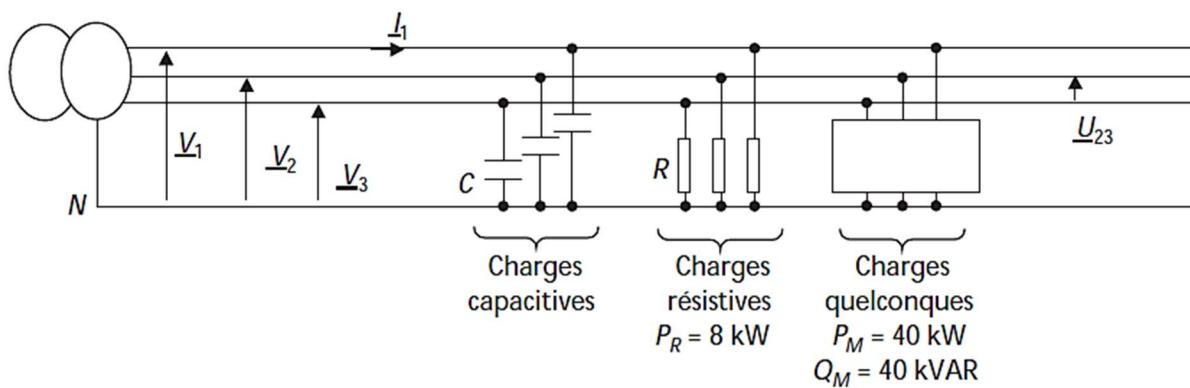 I1
V1
V2
V3
U23
N
C
R
Charges
capacitives
Charges
résistives
PR = 8 kW
Charges
quelconques
PM = 40 kW
QM = 40 kVAR